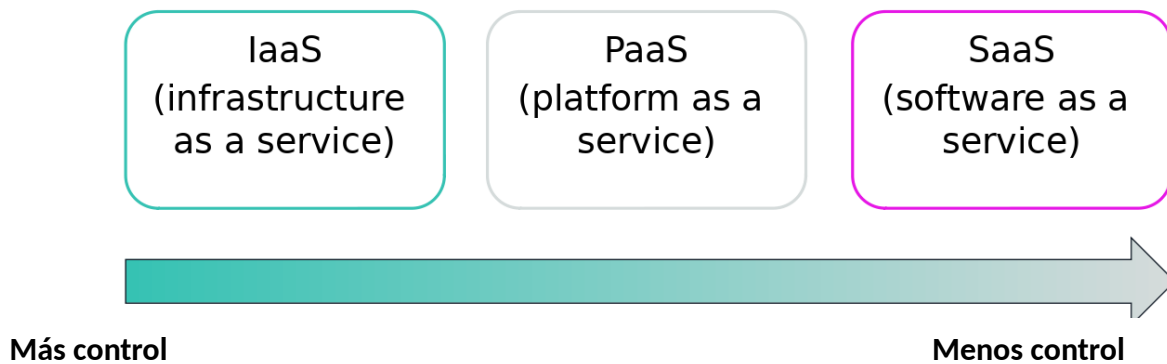 IaaS
(infrastructure
as a service)
PaaS
(platform as a
service)
SaaS
(software as a
service)
Más control
Menos control